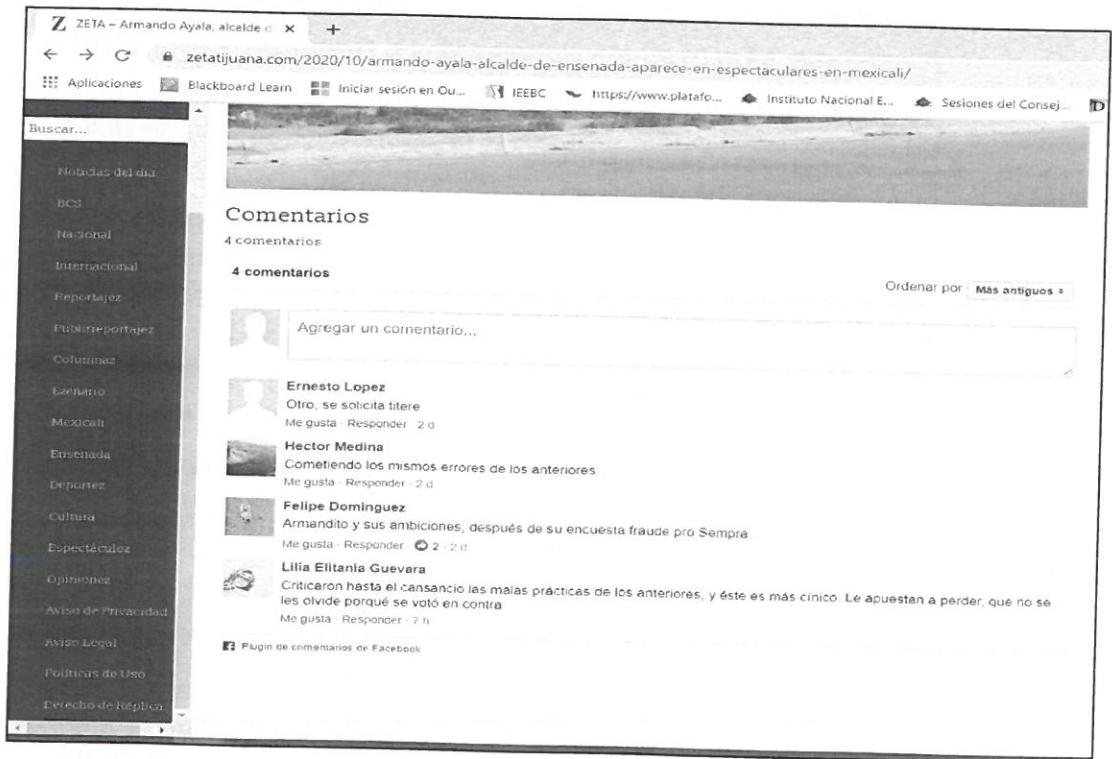 Z ZETA – Armando Ayala, alcalde d
zetatijuana.com/2020/10/armando-ayala-alcalde-de-ensenada-aparece-en-espectaculares-en-mexicali/
Aplicaciones Blackboard Learn Iniciar sesión en Ou... IEEBC https://www.platafo... Instituto Nacional E... Sesiones del Consej...
Buscar...
Noticias del día
BCS
Nacional
Internacional
Reportajez
Publirreportajez
Columnaz
Ezenario
Mexicali
Ensenada
Deportez
Cultura
Espectáculoz
Opinionez
Aviso de Privacidad
Aviso Legal
Políticas de Uso
Derecho de Réplica
Comentarios
4 comentarios
4 comentarios
Ordenar por Más antiguos
Agregar un comentario...
Ernesto Lopez
Otro, se solicita titere
Me gusta · Responder · 2 d
Hector Medina
Cometiendo los mismos errores de los anteriores
Me gusta · Responder · 2 d
Felipe Dominguez
Armandito y sus ambiciones, después de su encuesta fraude pro Sempra.
Me gusta · Responder · 2 · 2 d
Lilia Elitania Guevara
Criticaron hasta el cansancio las malas prácticas de los anteriores, y éste es más cínico. Le apuestan a perder, que no se
les olvide porqué se votó en contra
Me gusta · Responder · 7 h
Plugin de comentarios de Facebook